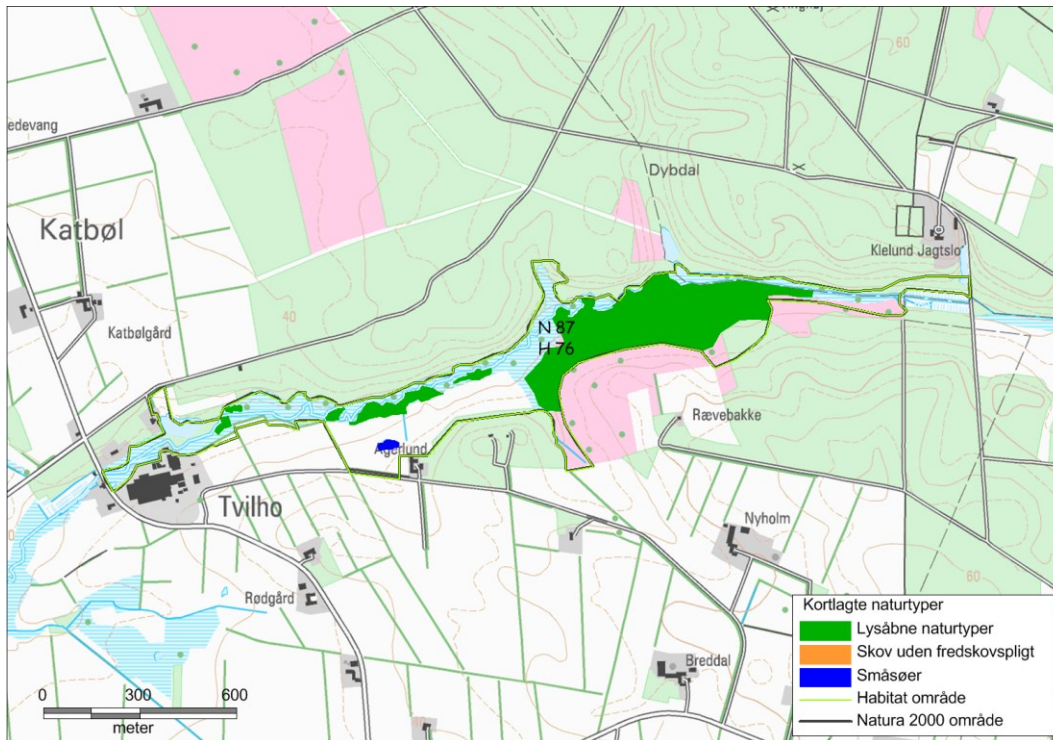 edevang
60
Dybdal
Katbøl
Klelund Jagtslo
40
Katbølgård
N 87
H 76
Rævebakke
Agerlund
Tvilho
Nyholm
60
Rødgård
Breddal
0 300 600
meter
Kortlagte naturtyper
Lysåbne naturtyper
Skov uden fredskovspligt
Småsøer
Habitat område
Natura 2000 område